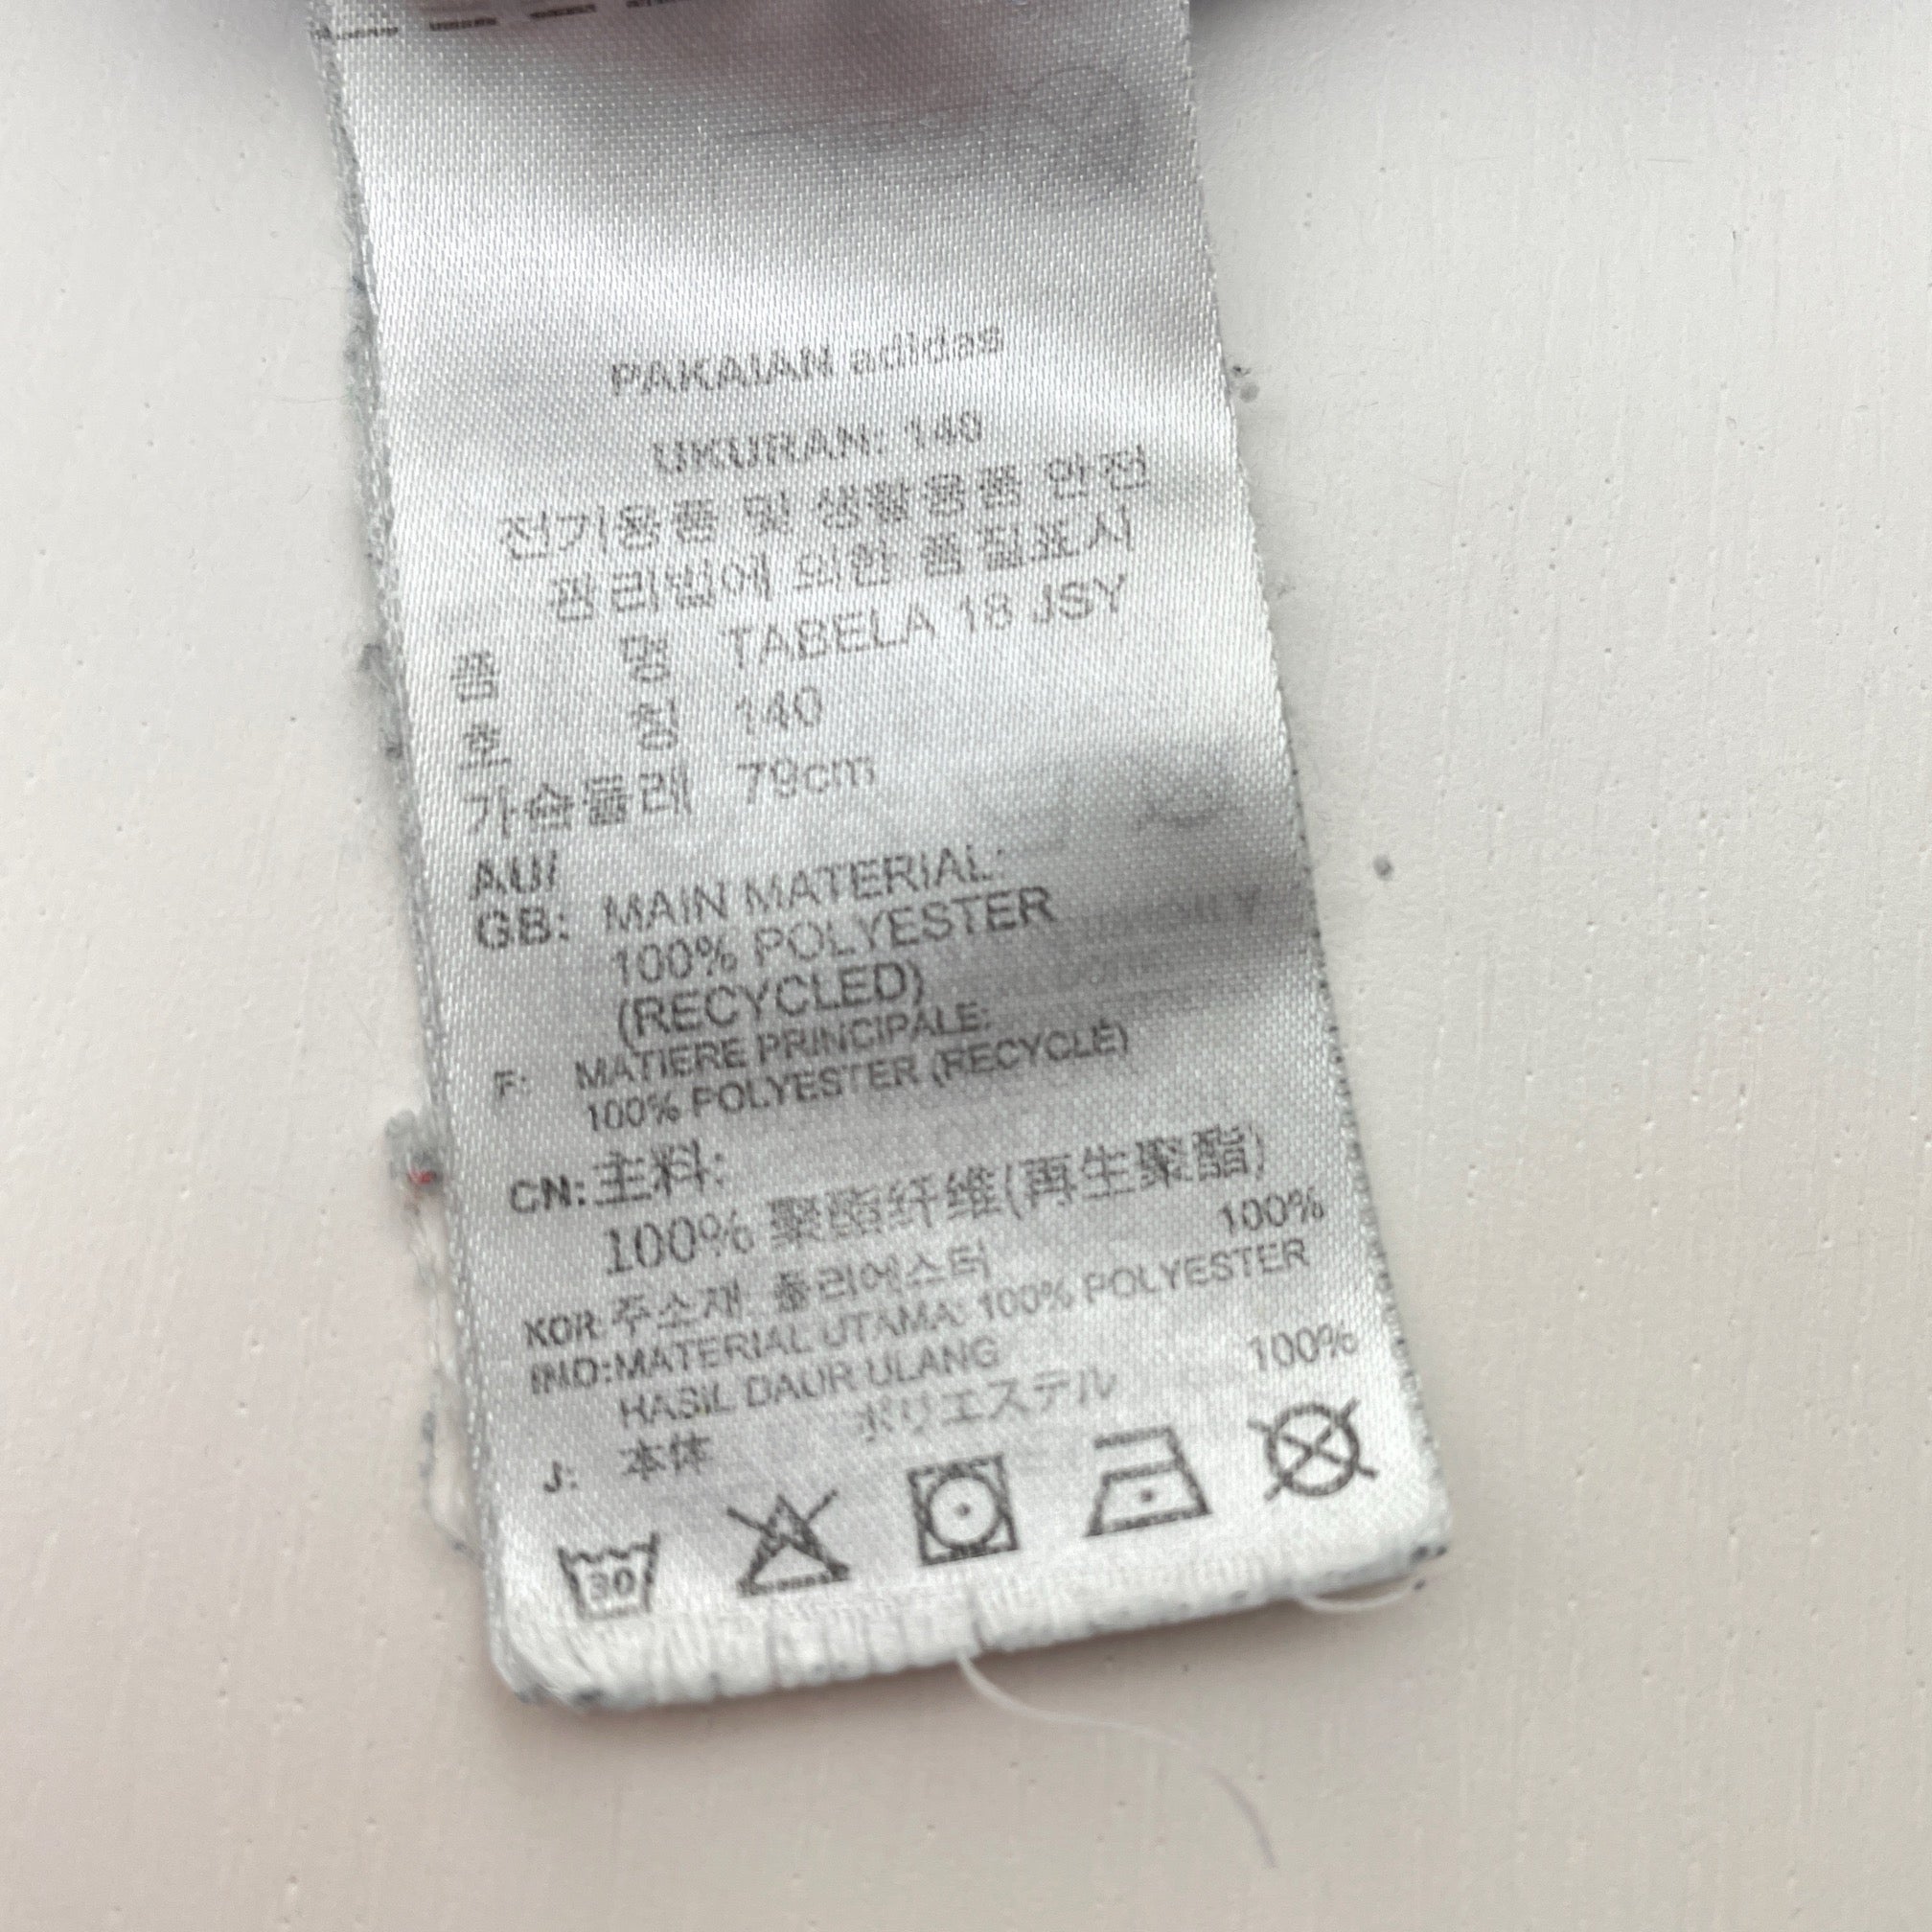 PAKAIAN adidas
UKURAN: 140
전기용품 및 생활용품 안전
관리법에 의한 품질표시
품 명 TABELA 18 JSY
호 칭 140
가슴둘레 79cm
AU/
GB: MAIN MATERIAL:
100% POLYESTER
(RECYCLED)
F: MATIERE PRINCIPALE:
100% POLYESTER (RECYCLÉ)
CN: 主料:
100% 聚酯纤维(再生聚酯)
KOR: 주소재: 폴리에스터 100%
IND: MATERIAL UTAMA: 100% POLYESTER
HASIL DAUR ULANG
J: 本体 ポリエステル 100%
30